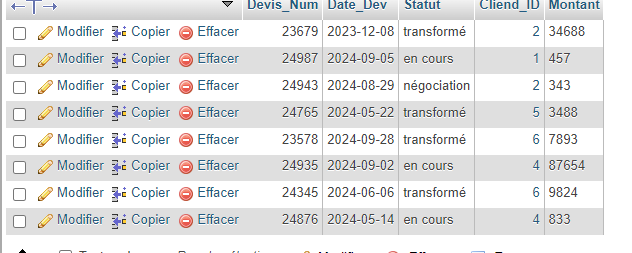 Devis_Num Date_Dev Statut Cliend_ID Montant
Modifier Copier Effacer 23679 2023-12-08 transformé 2 34688
Modifier Copier Effacer 24987 2024-09-05 en cours 1 457
Modifier Copier Effacer 24943 2024-08-29 négociation 2 343
Modifier Copier Effacer 24765 2024-05-22 transformé 5 3488
Modifier Copier Effacer 23578 2024-09-28 transformé 6 7893
Modifier Copier Effacer 24935 2024-09-02 en cours 4 87654
Modifier Copier Effacer 24345 2024-06-06 transformé 6 9824
Modifier Copier Effacer 24876 2024-05-14 en cours 4 833